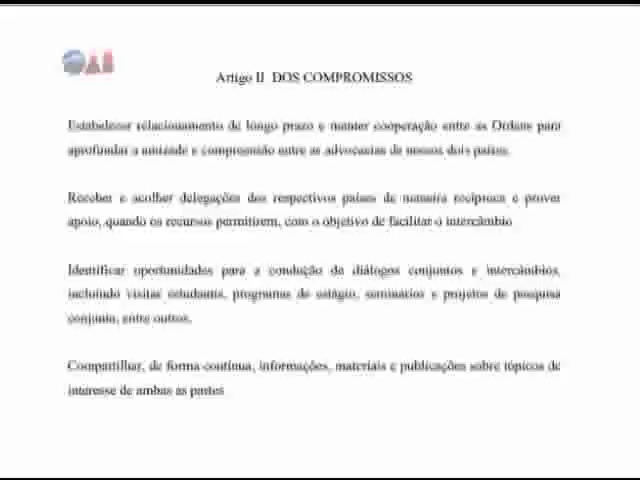 OAB
Artigo II DOS COMPROMISSOS
Estabelecer relacionamento de longo prazo e manter cooperação entre as Ordens para
aprofundar a amizade e compreensão entre as advocacias de nossos dois países.
Receber e acolher delegações dos respectivos países de maneira recíproca e prover
apoio, quando os recursos permitirem, com o objetivo de facilitar o intercâmbio
Identificar oportunidades para a condução de diálogos conjuntos e intercâmbios,
incluindo visitas estudantis, programas de estágio, seminários e projetos de pesquisa
conjunta, entre outros.
Compartilhar, de forma contínua, informações, materiais e publicações sobre tópicos de
interesse de ambas as partes